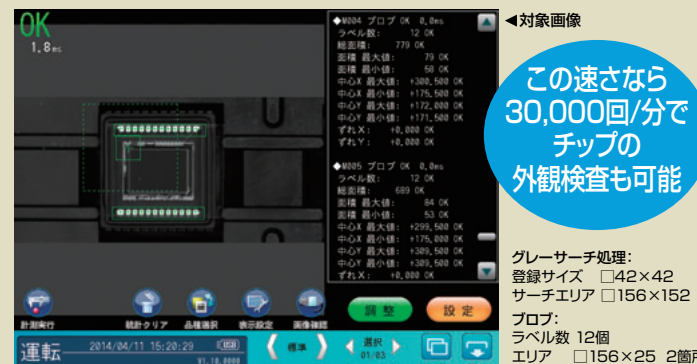 OK
1.8ms
◆M004 ブロブ OK 0.0ms
ラベル数: 12 OK
総面積: 779 OK
面積 最大値: 79 OK
面積 最小値: 50 OK
中心X 最大値: +300.500 OK
中心X 最小値: +175.500 OK
中心Y 最大値: +172.000 OK
中心Y 最小値: +171.500 OK
ずれX: +0.000 OK
ずれY: +0.000 OK
◆M005 ブロブ OK 0.0ms
ラベル数: 12 OK
総面積: 689 OK
面積 最大値: 64 OK
面積 最小値: 53 OK
中心X 最大値: +299.500 OK
中心X 最小値: +175.000 OK
中心Y 最大値: +309.500 OK
中心Y 最小値: +309.500 OK
ずれX: +0.000 OK
計測実行
統計クリア
品種選択
表示設定
画像確認
調整
設定
運転
2014/04/11 15:20:29
USB
V1.10.0000
標準
選択
01/03
◀対象画像
この速さなら
30,000回/分で
チップの
外観検査も可能
グレーサーチ処理:
登録サイズ □42×42
サーチエリア □156×152
ブロブ:
ラベル数 12個
エリア □156×25 2箇所